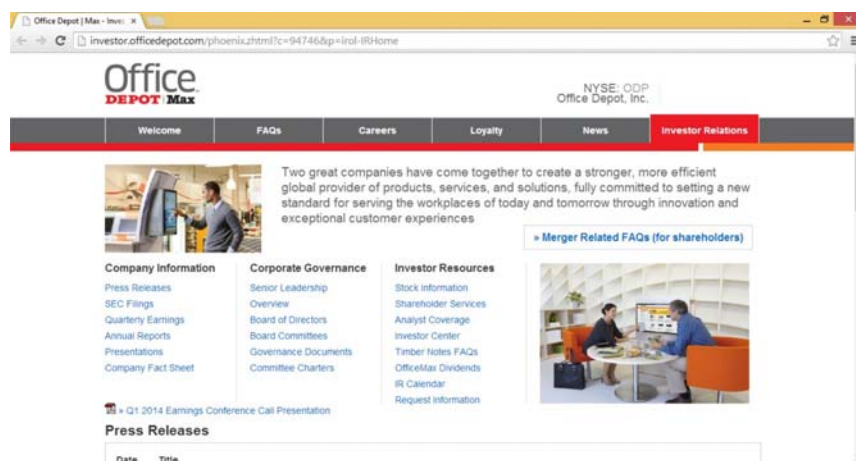 Office Depot | Max - Inves
investor.officedepot.com/phoenix.zhtml?c=94746&p=irol-IRHome
Office
DEPOT Max
NYSE: ODP
Office Depot, Inc.
Welcome FAQs Careers Loyalty News Investor Relations
Two great companies have come together to create a stronger, more efficient
global provider of products, services, and solutions, fully committed to setting a new
standard for serving the workplaces of today and tomorrow through innovation and
exceptional customer experiences
» Merger Related FAQs (for shareholders)
Company Information
Press Releases
SEC Filings
Quarterly Earnings
Annual Reports
Presentations
Company Fact Sheet
Corporate Governance
Senior Leadership
Overview
Board of Directors
Board Committees
Governance Documents
Committee Charters
Investor Resources
Stock Information
Shareholder Services
Analyst Coverage
Investor Center
Timber Notes FAQs
OfficeMax Dividends
IR Calendar
Request Information
» Q1 2014 Earnings Conference Call Presentation
Press Releases
Date Title